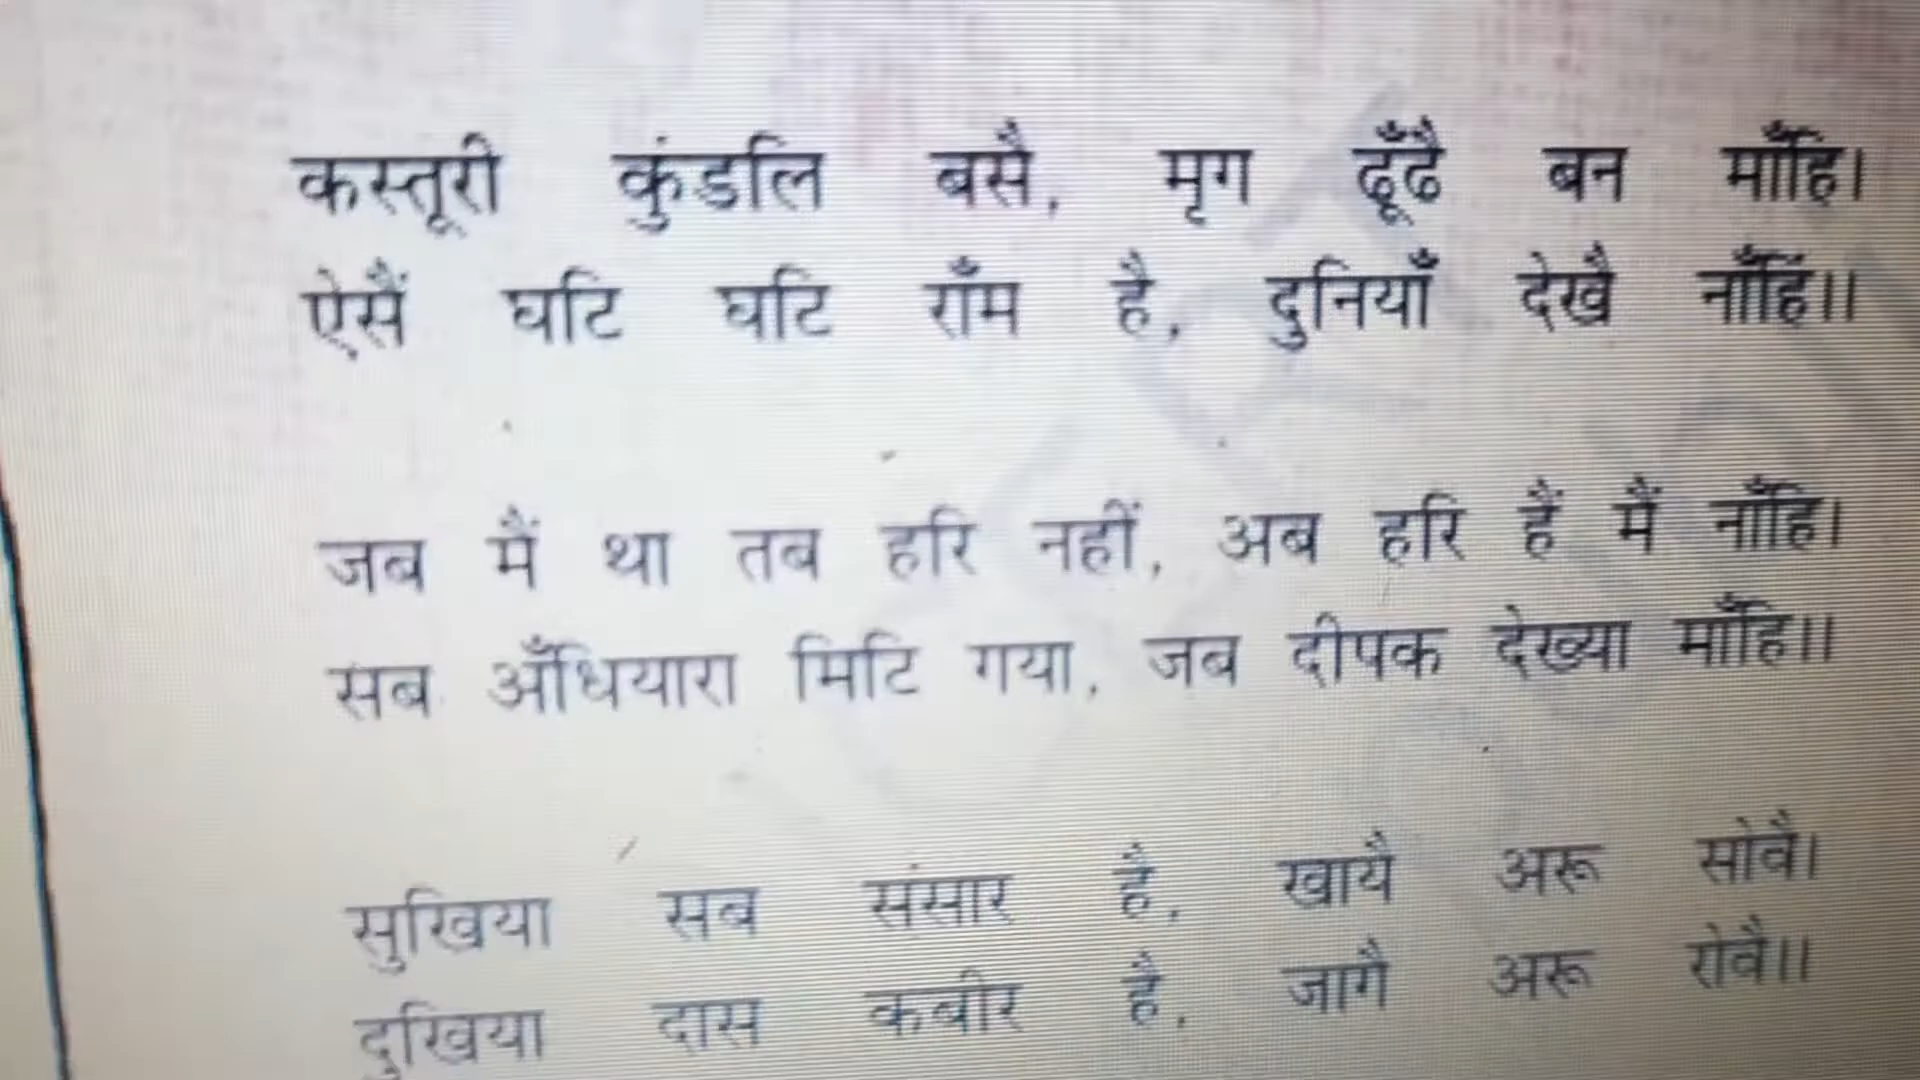 कस्तूरी कुंडलि बसै, मृग ढूँढै बन माँहि।
ऐसैं घटि घटि राँम है, दुनियाँ देखै नाँहिं।।
जब मैं था तब हरि नहीं, अब हरि हैं मैं नाँहि।
सब अँधियारा मिटि गया, जब दीपक देख्या माँहि।।
सुखिया सब संसार है, खायै अरू सोवै।
दुखिया दास कबीर है, जागै अरू रोवै।।